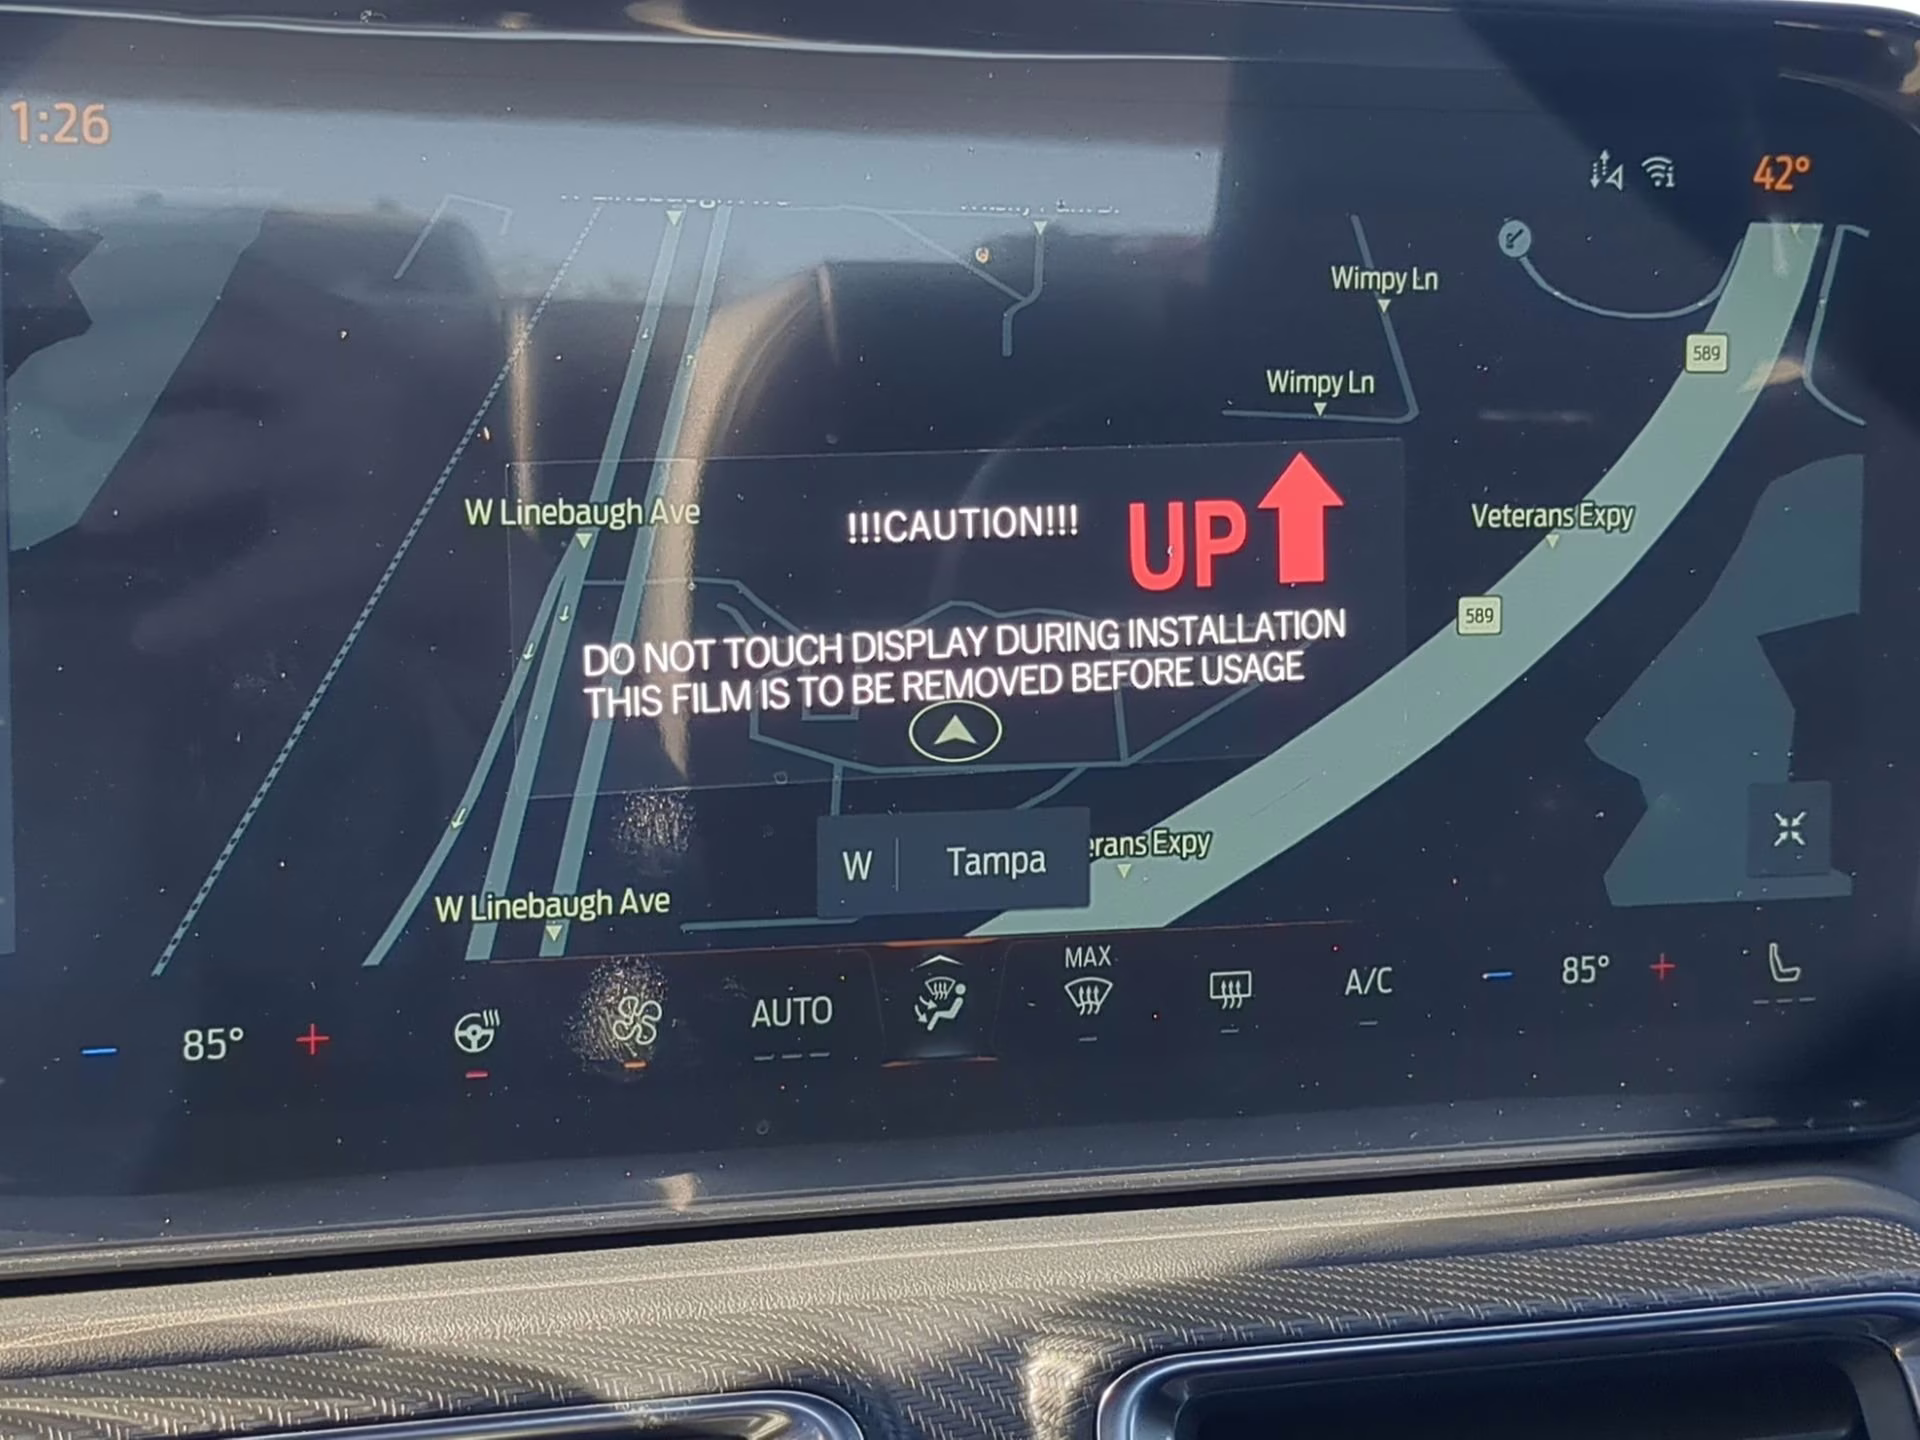 1:26
42°
Wimpy Ln
589
Wimpy Ln
W Linebaugh Ave
!!!CAUTION!!!
UP
Veterans Expy
589
DO NOT TOUCH DISPLAY DURING INSTALLATION
THIS FILM IS TO BE REMOVED BEFORE USAGE
W Tampa
erans Expy
W Linebaugh Ave
85°
AUTO
MAX
A/C
85°